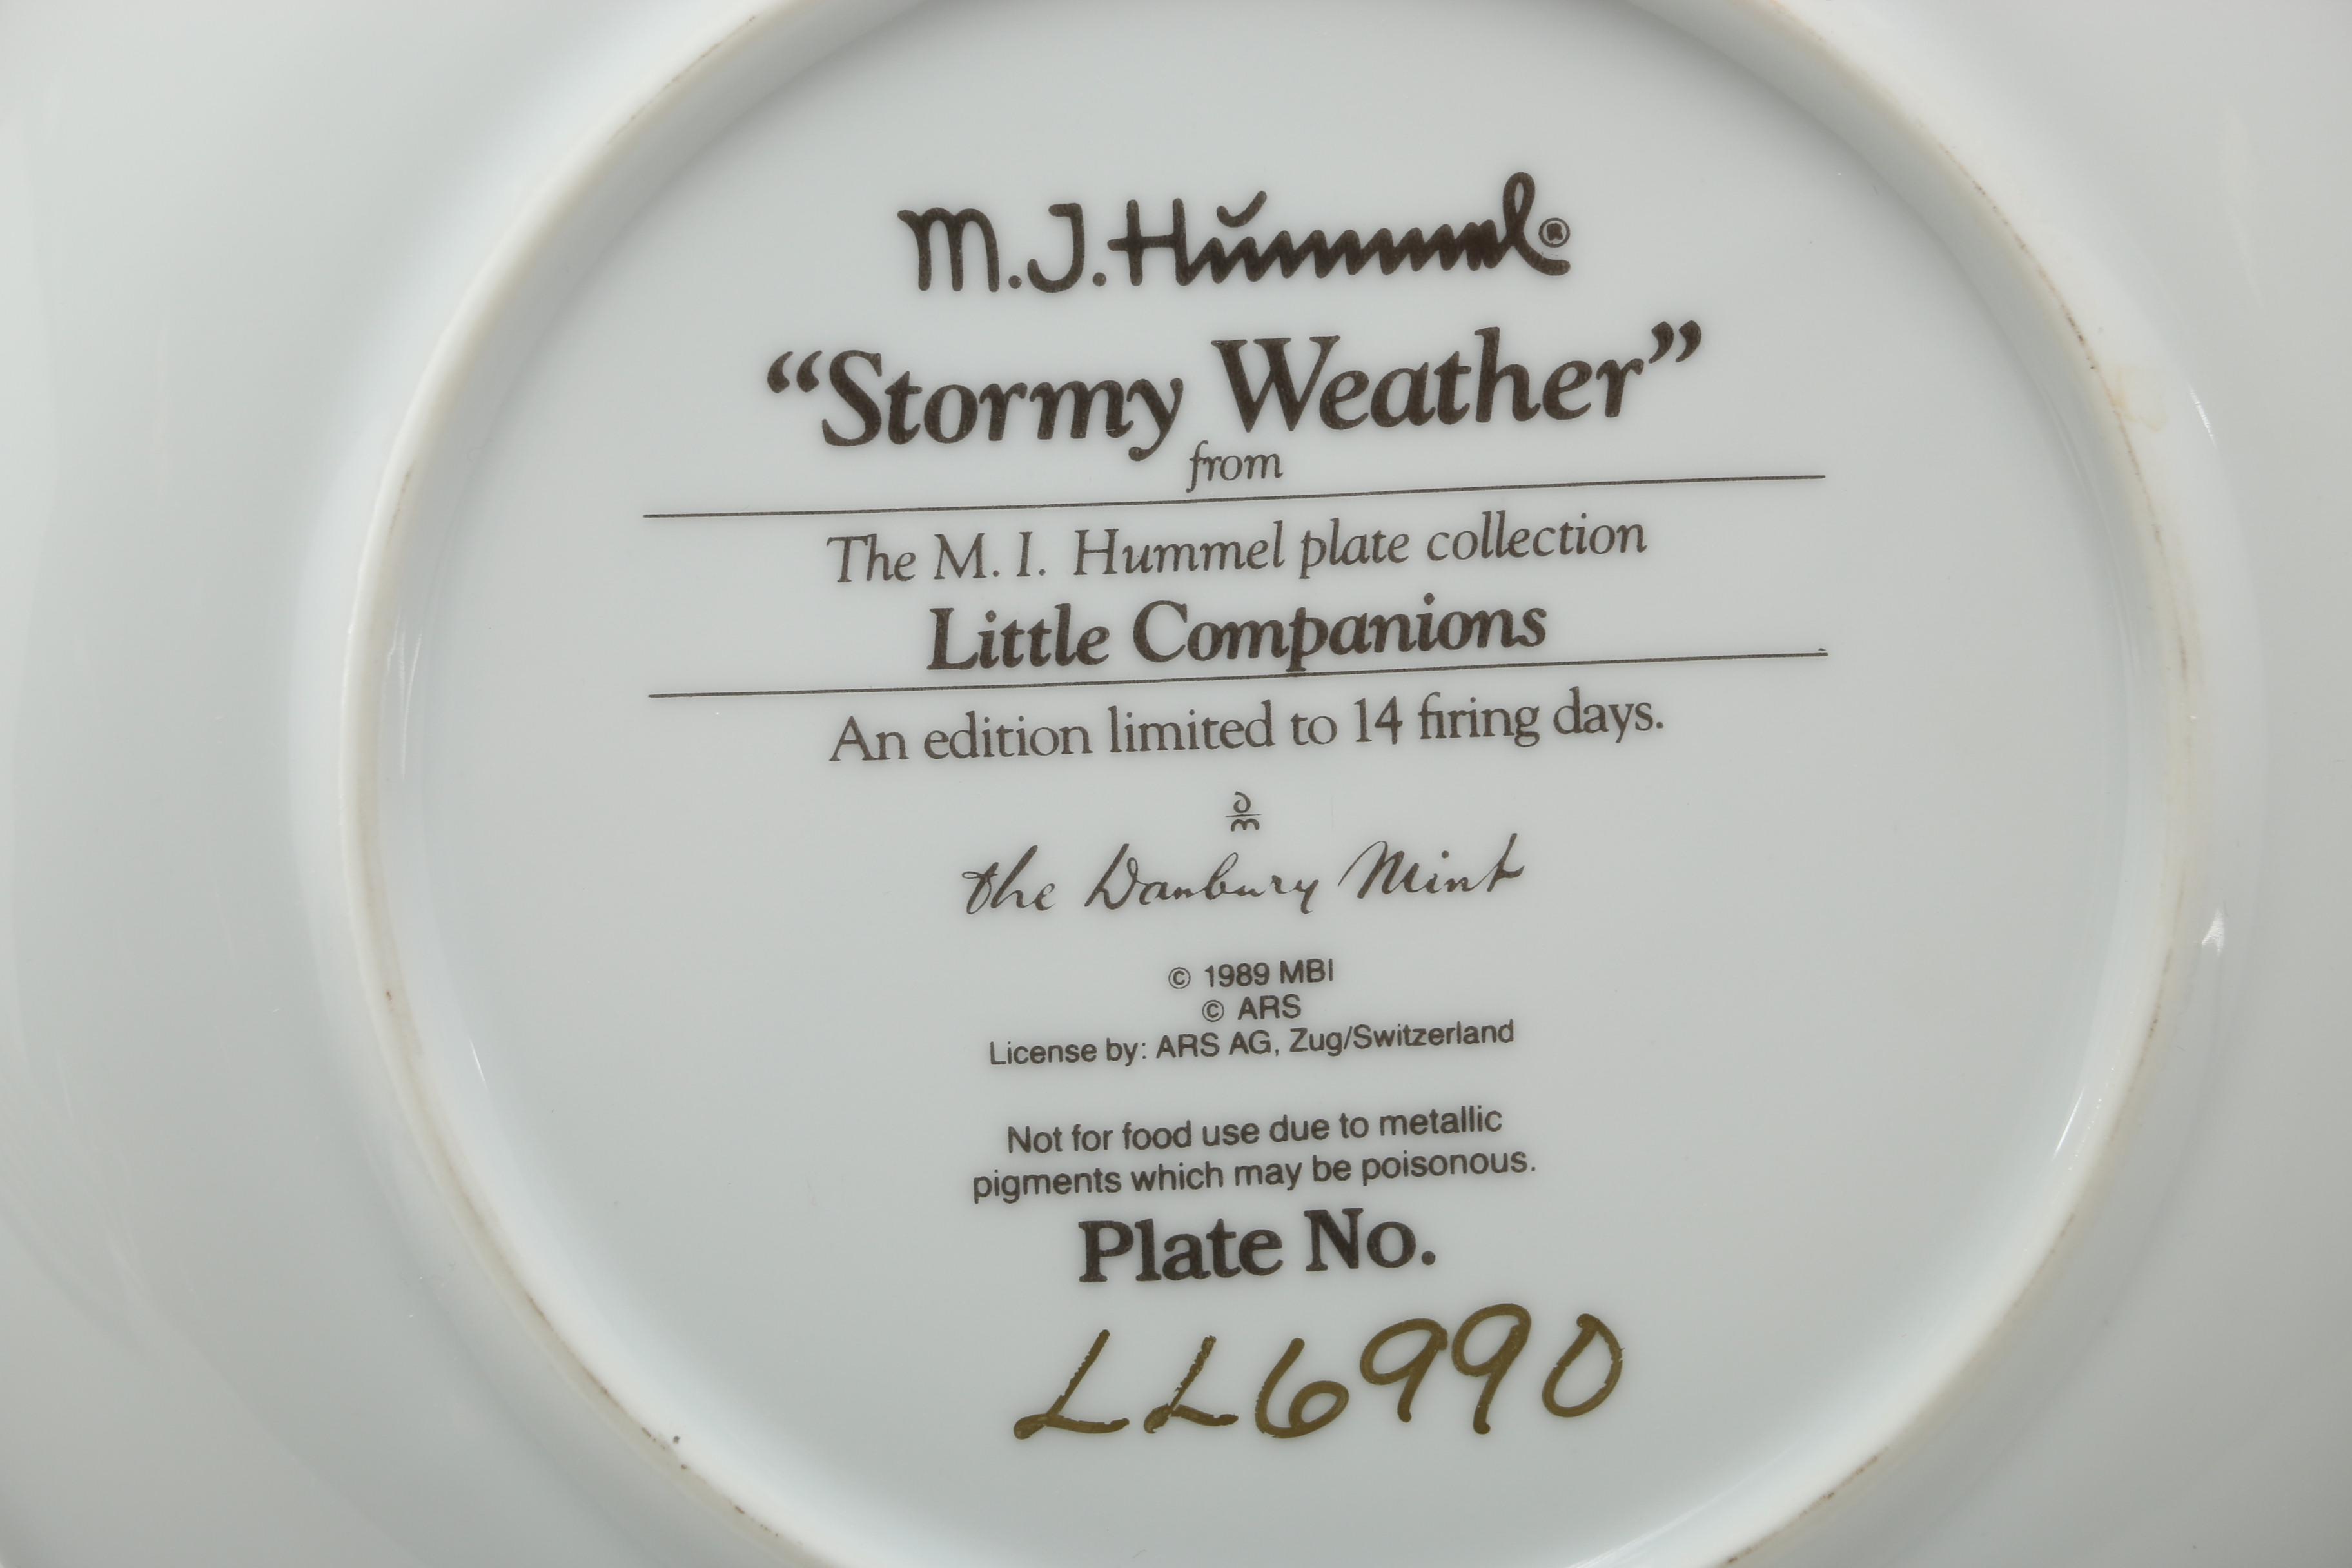 M.J. Hummel®
“Stormy Weather”
from
The M. I. Hummel plate collection
Little Companions
An edition limited to 14 firing days.
dm
the Danbury Mint
© 1989 MBI
© ARS
License by: ARS AG, Zug/Switzerland
Not for food use due to metallic
pigments which may be poisonous.
Plate No.
LL6990